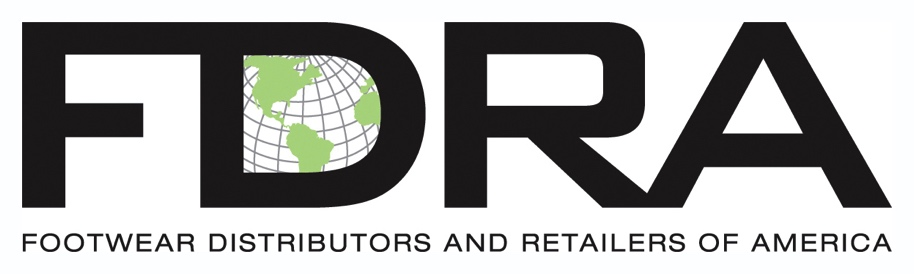 FDRA
FOOTWEAR DISTRIBUTORS AND RETAILERS OF AMERICA